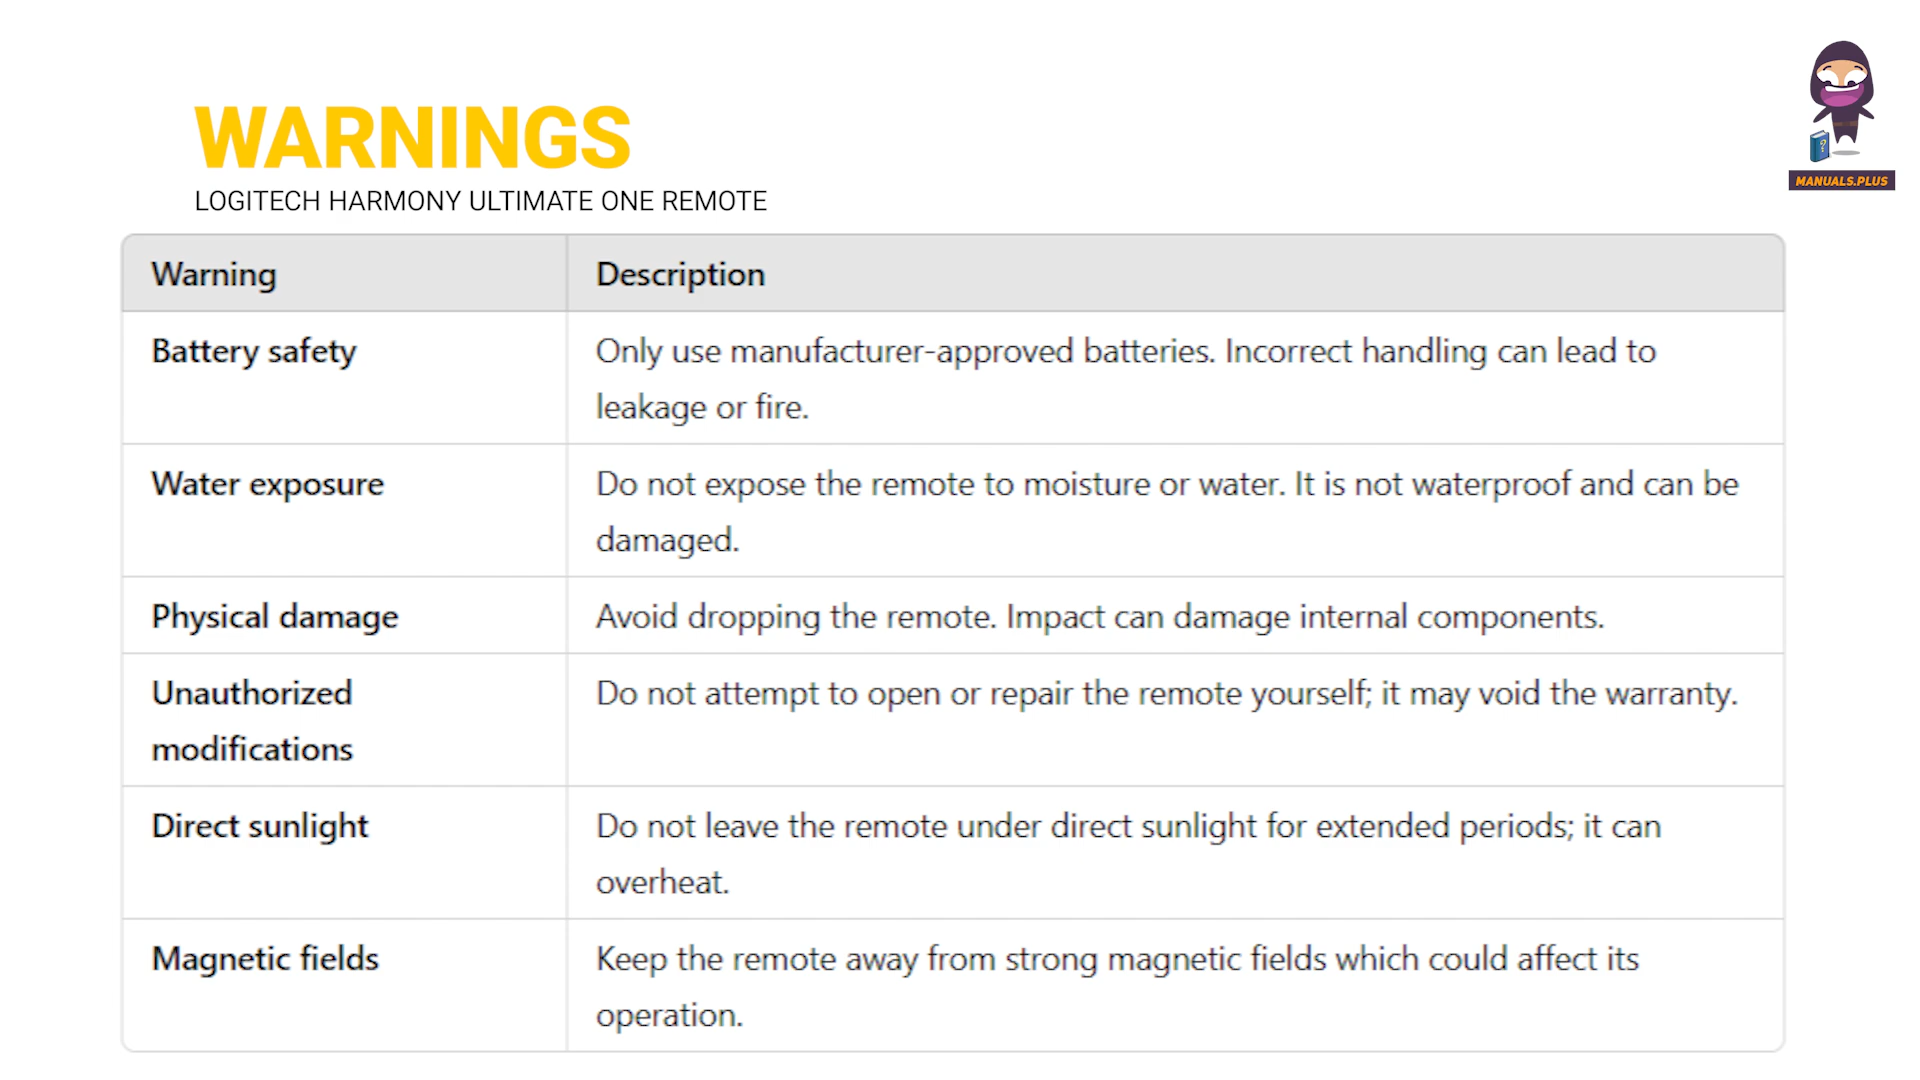 WARNINGS
LOGITECH HARMONY ULTIMATE ONE REMOTE
MANUALS.PLUS
Warning
Description
Battery safety
Only use manufacturer-approved batteries. Incorrect handling can lead to
leakage or fire.
Water exposure
Do not expose the remote to moisture or water. It is not waterproof and can be
damaged.
Physical damage
Avoid dropping the remote. Impact can damage internal components.
Unauthorized
modifications
Do not attempt to open or repair the remote yourself; it may void the warranty.
Direct sunlight
Do not leave the remote under direct sunlight for extended periods; it can
overheat.
Magnetic fields
Keep the remote away from strong magnetic fields which could affect its
operation.